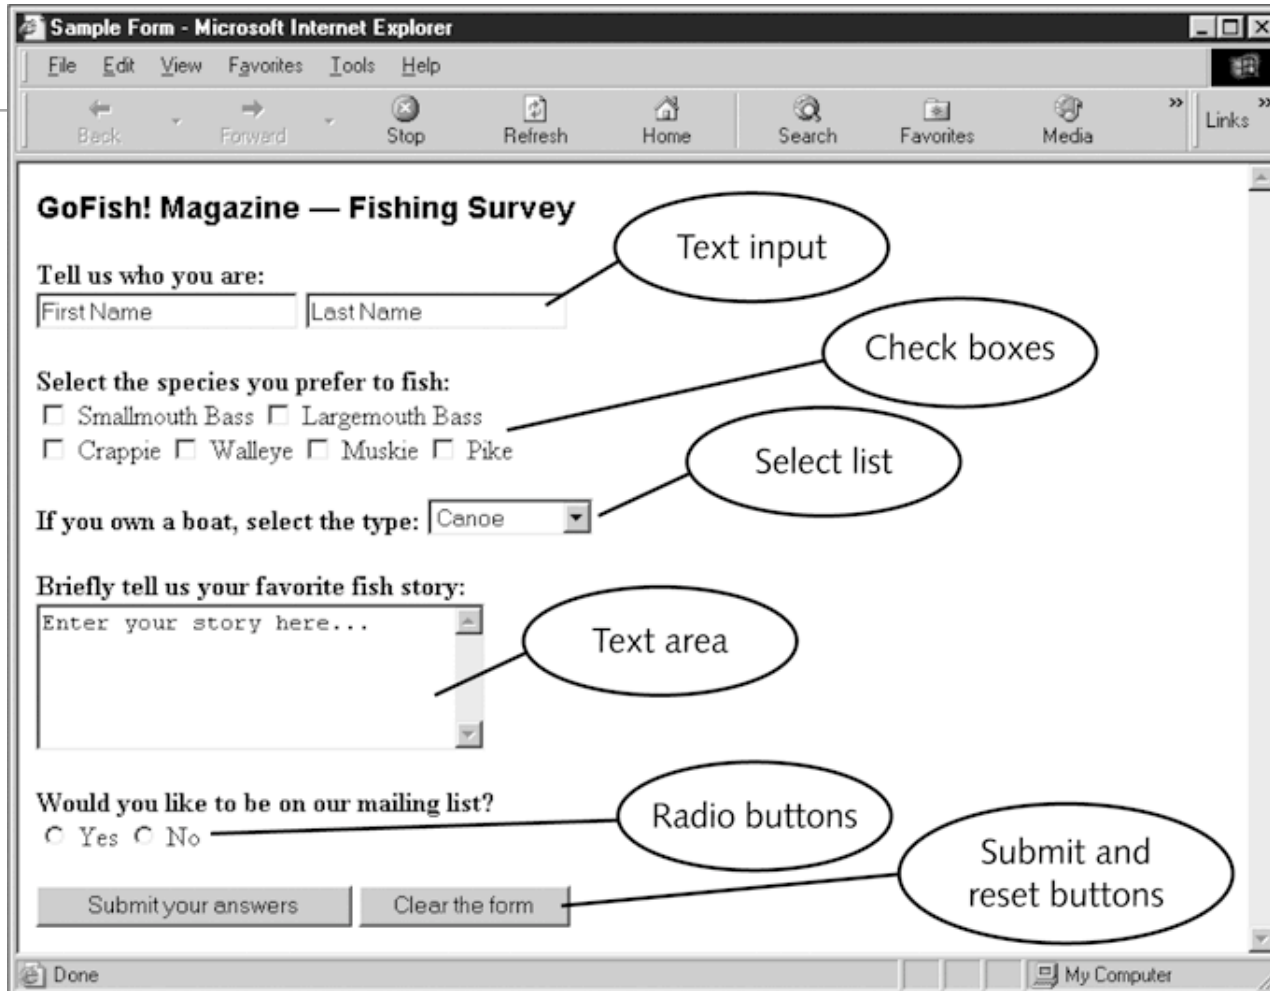 Sample Form - Microsoft Internet Explorer
File Edit View Favorites Tools Help
Back Forward Stop Refresh Home Search Favorites Media » Links »
GoFish! Magazine — Fishing Survey
Text input
Tell us who you are:
First Name Last Name
Check boxes
Select the species you prefer to fish:
Smallmouth Bass Largemouth Bass
Crappie Walleye Muskie Pike
Select list
If you own a boat, select the type: Canoe
Briefly tell us your favorite fish story:
Enter your story here...
Text area
Would you like to be on our mailing list?
Yes No
Radio buttons
Submit and
reset buttons
Submit your answers Clear the form
Done My Computer